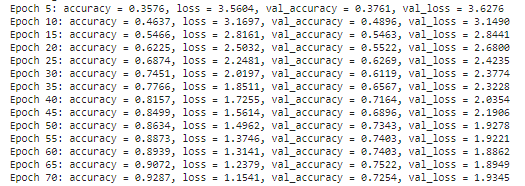 Epoch 5: accuracy = 0.3576, loss = 3.5604, val_accuracy = 0.3761, val_loss = 3.6276
Epoch 10: accuracy = 0.4637, loss = 3.1697, val_accuracy = 0.4896, val_loss = 3.1490
Epoch 15: accuracy = 0.5466, loss = 2.8161, val_accuracy = 0.5463, val_loss = 2.8441
Epoch 20: accuracy = 0.6225, loss = 2.5032, val_accuracy = 0.5522, val_loss = 2.6800
Epoch 25: accuracy = 0.6874, loss = 2.2481, val_accuracy = 0.6269, val_loss = 2.4235
Epoch 30: accuracy = 0.7451, loss = 2.0197, val_accuracy = 0.6119, val_loss = 2.3774
Epoch 35: accuracy = 0.7766, loss = 1.8511, val_accuracy = 0.6567, val_loss = 2.3228
Epoch 40: accuracy = 0.8157, loss = 1.7255, val_accuracy = 0.7164, val_loss = 2.0354
Epoch 45: accuracy = 0.8499, loss = 1.5614, val_accuracy = 0.6896, val_loss = 2.1906
Epoch 50: accuracy = 0.8634, loss = 1.4962, val_accuracy = 0.7343, val_loss = 1.9278
Epoch 55: accuracy = 0.8873, loss = 1.3746, val_accuracy = 0.7403, val_loss = 1.9221
Epoch 60: accuracy = 0.8939, loss = 1.3141, val_accuracy = 0.7403, val_loss = 1.8862
Epoch 65: accuracy = 0.9072, loss = 1.2379, val_accuracy = 0.7522, val_loss = 1.8949
Epoch 70: accuracy = 0.9287, loss = 1.1541, val_accuracy = 0.7254, val_loss = 1.9345